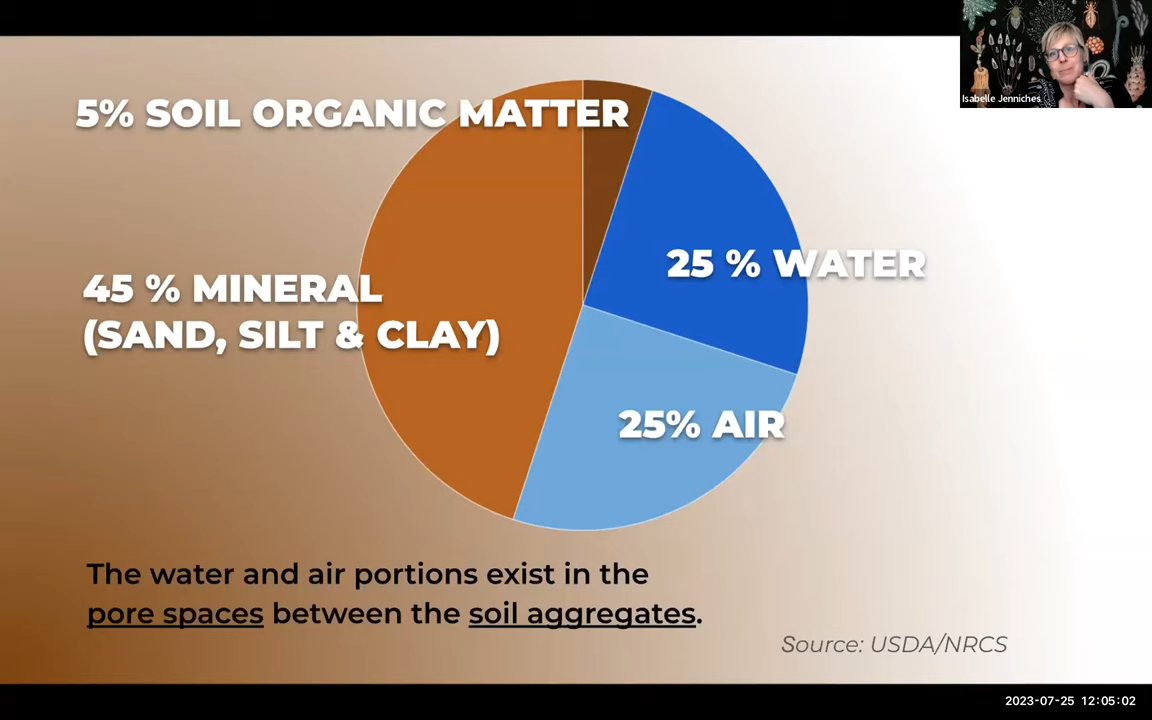 Isabelle Jenniches
5% SOIL ORGANIC MATTER
25 % WATER
45 % MINERAL
(SAND, SILT & CLAY)
25% AIR
The water and air portions exist in the
pore spaces between the soil aggregates.
Source: USDA/NRCS
2023-07-25 12:05:02